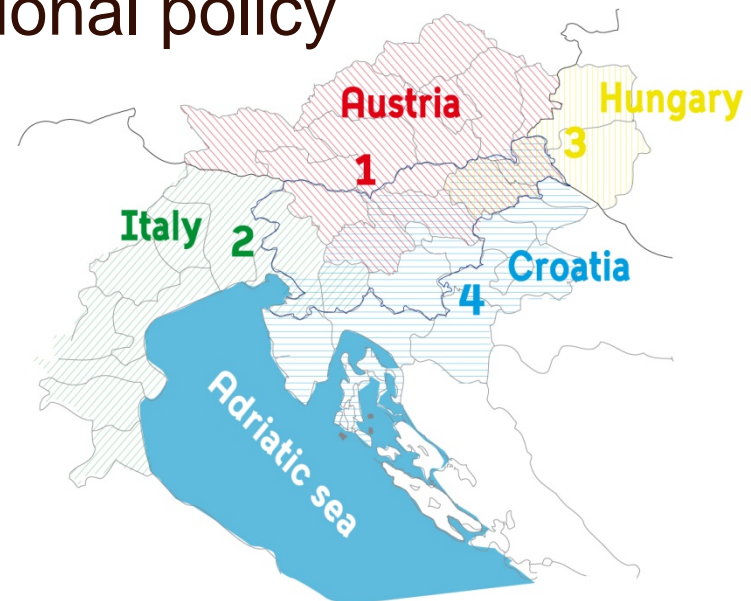 ional policy
Austria
Hungary
1
3
Italy
2
Croatia
4
Adriatic sea